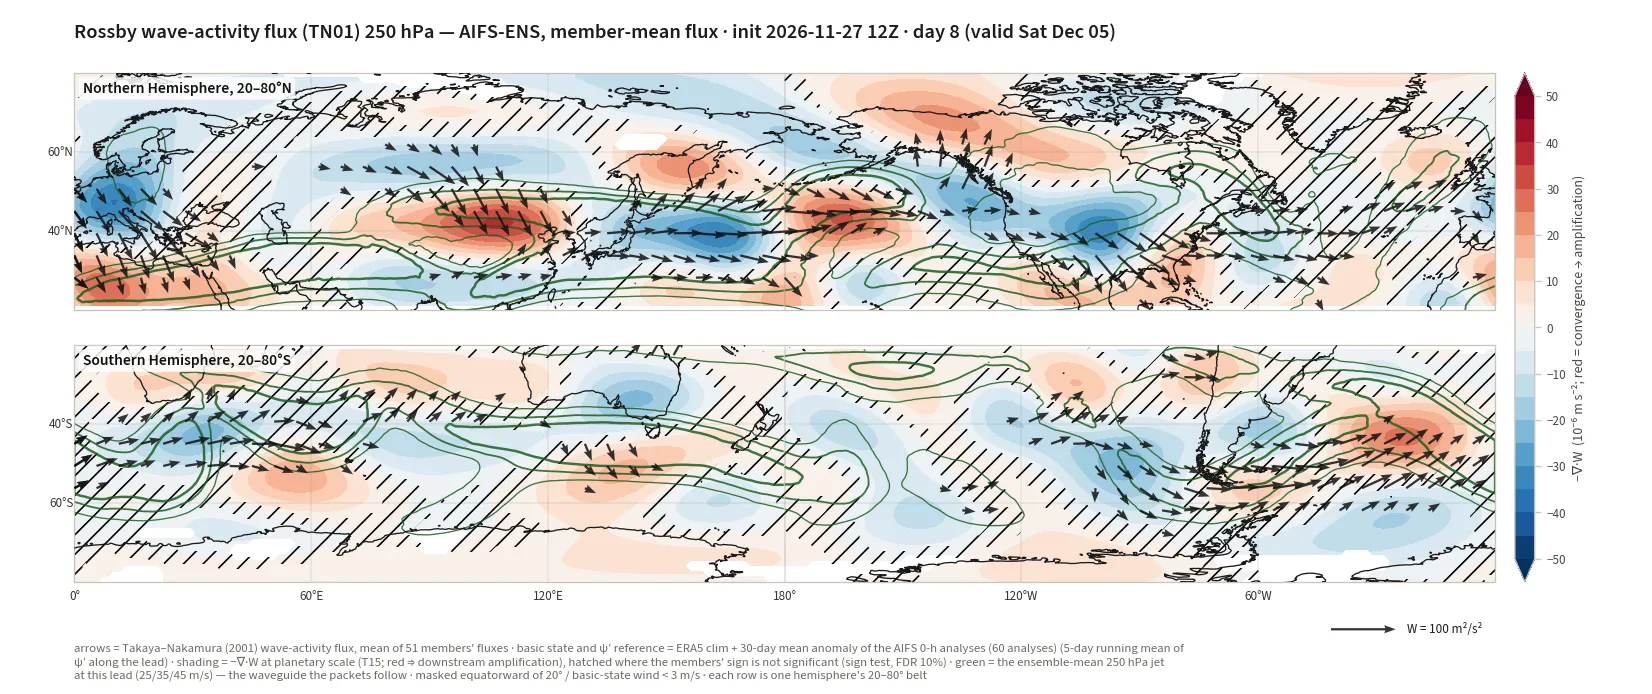 Rossby wave-activity flux (TN01) 250 hPa — AIFS-ENS, member-mean flux · init 2026-11-27 12Z · day 8 (valid Sat Dec 05)
Northern Hemisphere, 20–80°N
60°N
40°N
Southern Hemisphere, 20–80°S
40°S
60°S
0°
60°E
120°E
180°
120°W
60°W
50
40
30
20
10
0
−10
−20
−30
−40
−50
−∇·W (10⁻⁶ m s⁻²; red = convergence → amplification)
W = 100 m²/s²
arrows = Takaya–Nakamura (2001) wave-activity flux, mean of 51 members' fluxes · basic state and ψ' reference = ERA5 clim + 30-day mean anomaly of the AIFS 0-h analyses (60 analyses) (5-day running mean of
ψ' along the lead) · shading = −∇·W at planetary scale (T15; red ⇒ downstream amplification), hatched where the members' sign is not significant (sign test, FDR 10%) · green = the ensemble-mean 250 hPa jet
at this lead (25/35/45 m/s) — the waveguide the packets follow · masked equatorward of 20° / basic-state wind < 3 m/s · each row is one hemisphere's 20–80° belt